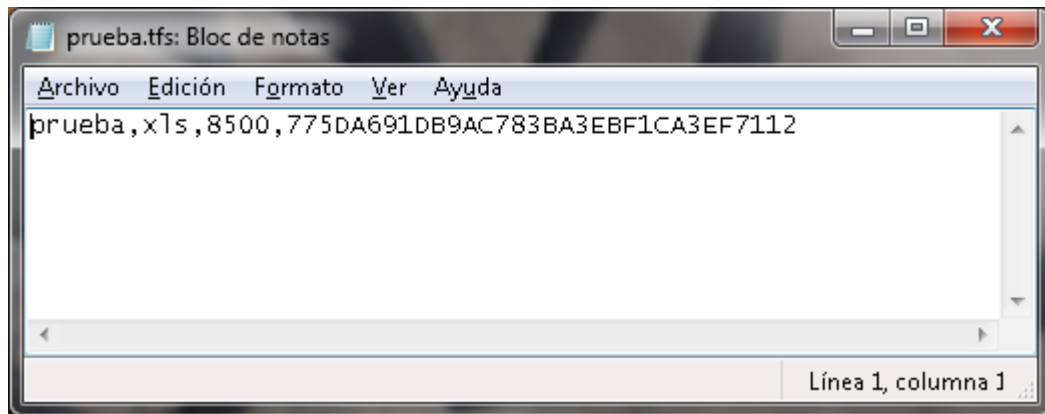 prueba.tfs: Bloc de notas
Archivo Edición Formato Ver Ayuda
prueba,xls,8500,775DA691DB9AC783BA3EBF1CA3EF7112
Línea 1, columna 1